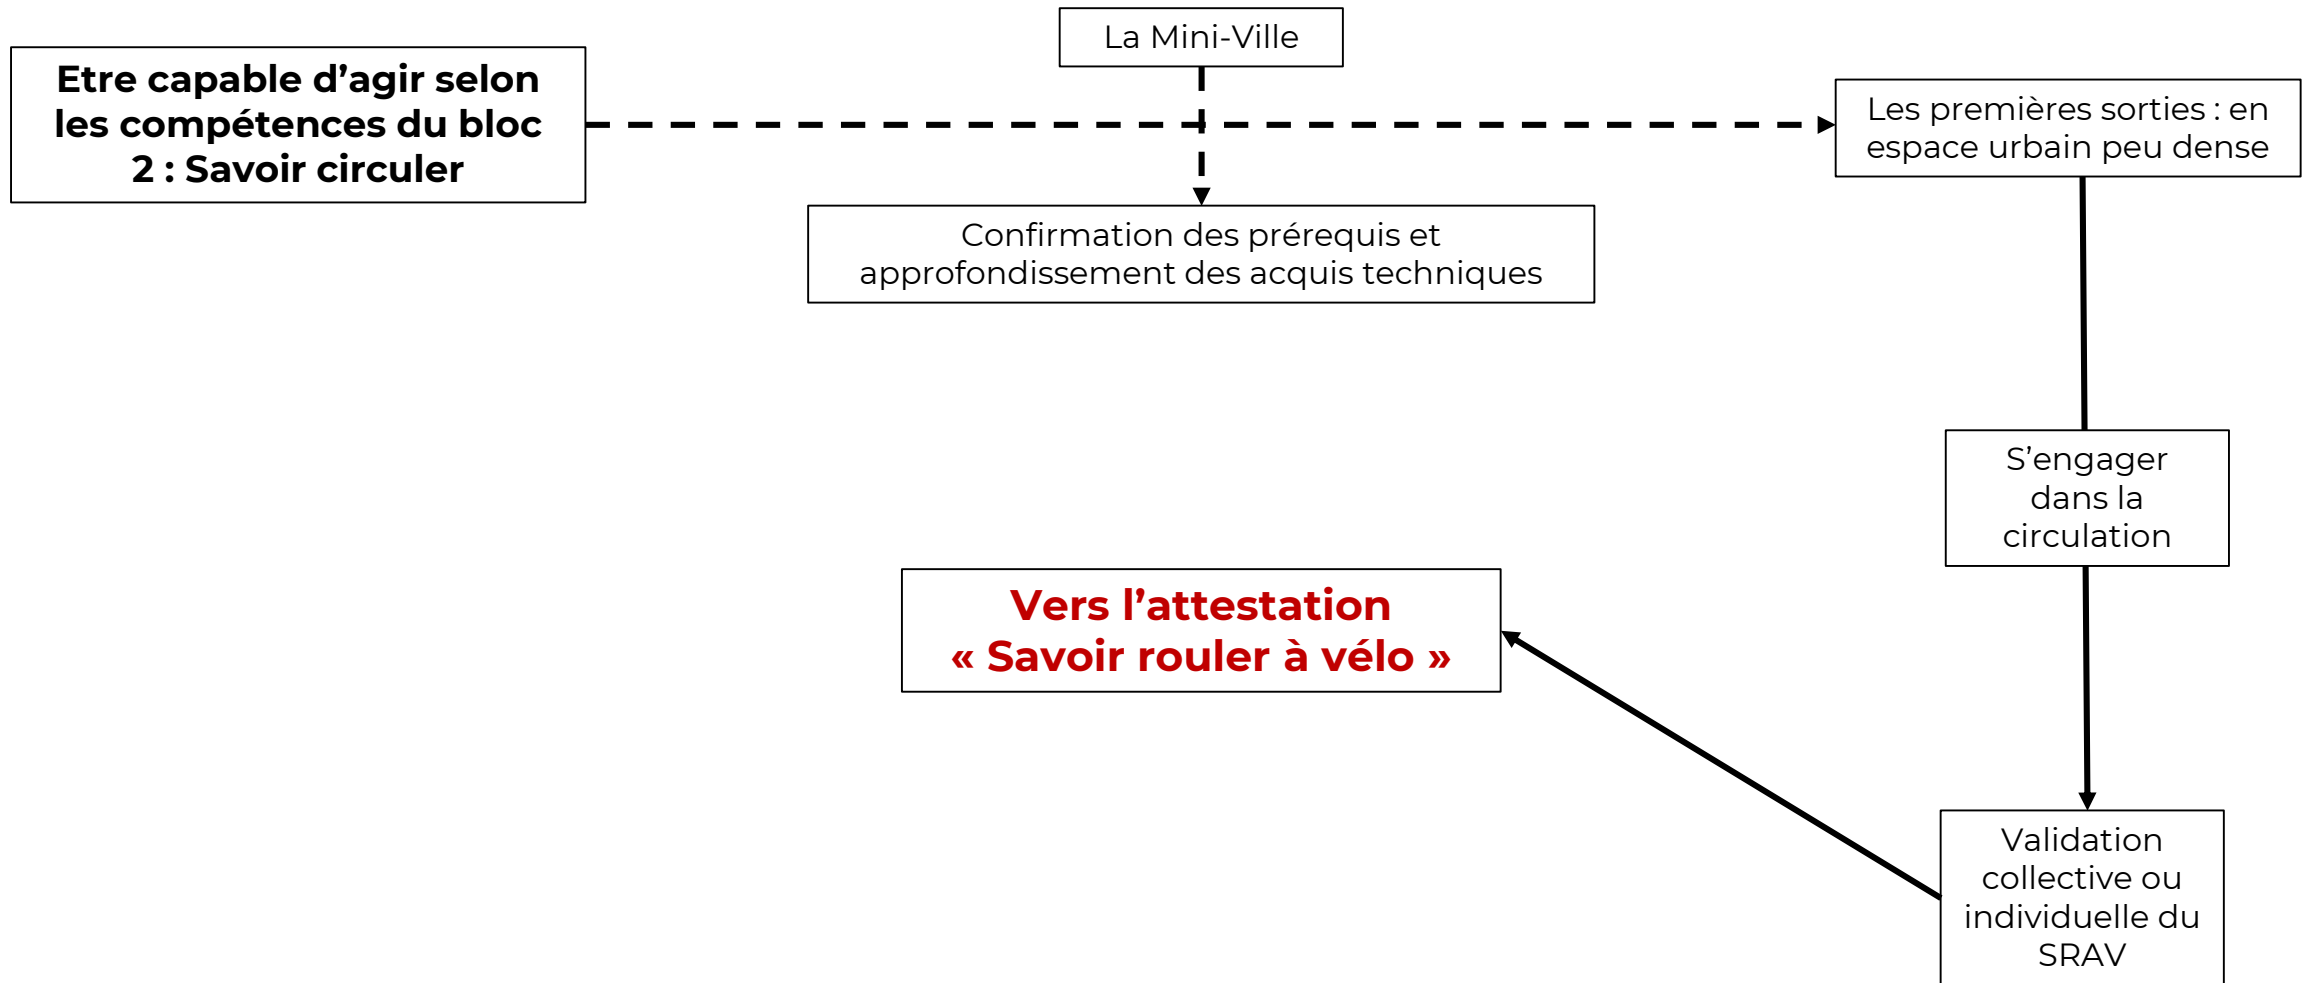 La Mini-Ville
Etre capable d’agir selon
les compétences du bloc
2 : Savoir circuler
Les premières sorties : en
espace urbain peu dense
Confirmation des prérequis et
approfondissement des acquis techniques
S’engager
dans la
circulation
Vers l’attestation
« Savoir rouler à vélo »
Validation
collective ou
individuelle du
SRAV